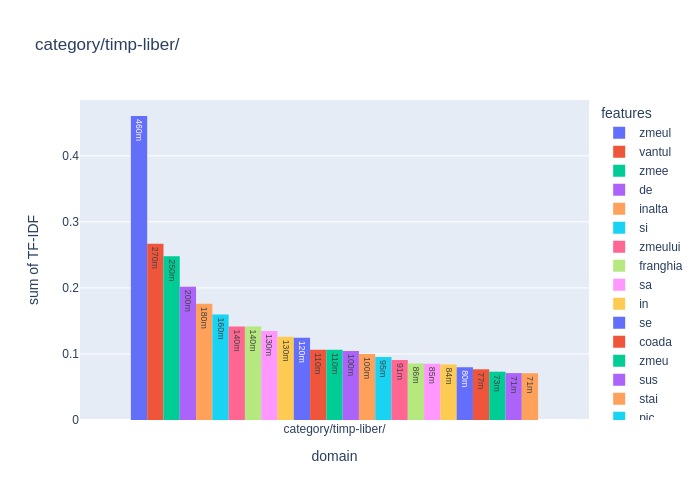 category/timp-liber/
features
zmeul
vantul
zmee
de
inalta
si
zmeului
franghia
sa
in
se
coada
zmeu
sus
stai
sum of TF-IDF
0.4
0.3
0.2
0.1
0
460m
270m
250m
200m
180m
160m
140m
140m
130m
130m
120m
110m
110m
100m
100m
95m
91m
86m
85m
84m
80m
77m
73m
71m
71m
category/timp-liber/
domain